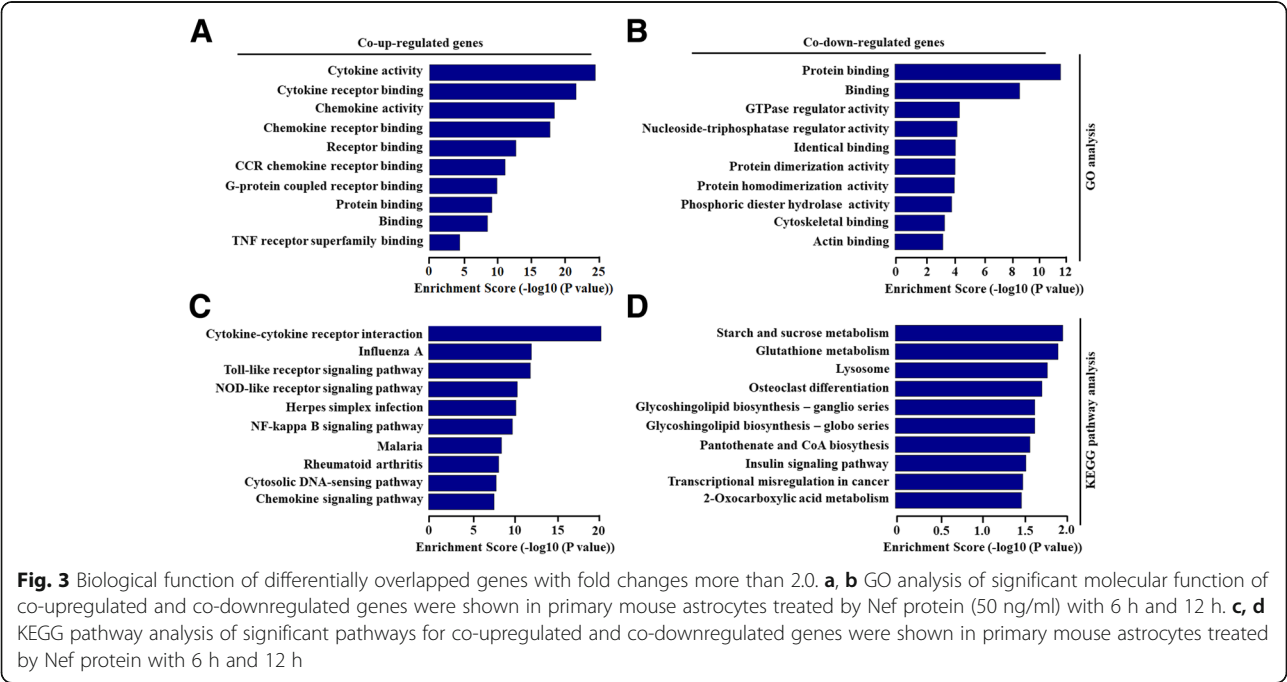 A
Co-up-regulated genes
Cytokine activity
Cytokine receptor binding
Chemokine activity
Chemokine receptor binding
Receptor binding
CCR chemokine receptor binding
G-protein coupled receptor binding
Protein binding
Binding
TNF receptor superfamily binding
0 5 10 15 20 25
Enrichment Score (-log10 (P value))
B
Co-down-regulated genes
Protein binding
Binding
GTPase regulator activity
Nucleoside-triphosphatase regulator activity
Identical binding
Protein dimerization activity
Protein homodimerization activity
Phosphoric diester hydrolase activity
Cytoskeletal binding
Actin binding
0 2 4 6 8 10 12
Enrichment Score (-log10 (P value))
GO analysis
C
Cytokine-cytokine receptor interaction
Influenza A
Toll-like receptor signaling pathway
NOD-like receptor signaling pathway
Herpes simplex infection
NF-kappa B signaling pathway
Malaria
Rheumatoid arthritis
Cytosolic DNA-sensing pathway
Chemokine signaling pathway
0 5 10 15 20
Enrichment Score (-log10 (P value))
D
Starch and sucrose metabolism
Glutathione metabolism
Lysosome
Osteoclast differentiation
Glycoshingolipid biosynthesis – ganglio series
Glycoshingolipid biosynthesis – globo series
Pantothenate and CoA biosythesis
Insulin signaling pathway
Transcriptional misregulation in cancer
2-Oxocarboxylic acid metabolism
0 0.5 1.0 1.5 2.0
Enrichment Score (-log10 (P value))
KEGG pathway analysis
Fig. 3 Biological function of differentially overlapped genes with fold changes more than 2.0. a, b GO analysis of significant molecular function of
co-upregulated and co-downregulated genes were shown in primary mouse astrocytes treated by Nef protein (50 ng/ml) with 6 h and 12 h. c, d
KEGG pathway analysis of significant pathways for co-upregulated and co-downregulated genes were shown in primary mouse astrocytes treated
by Nef protein with 6 h and 12 h